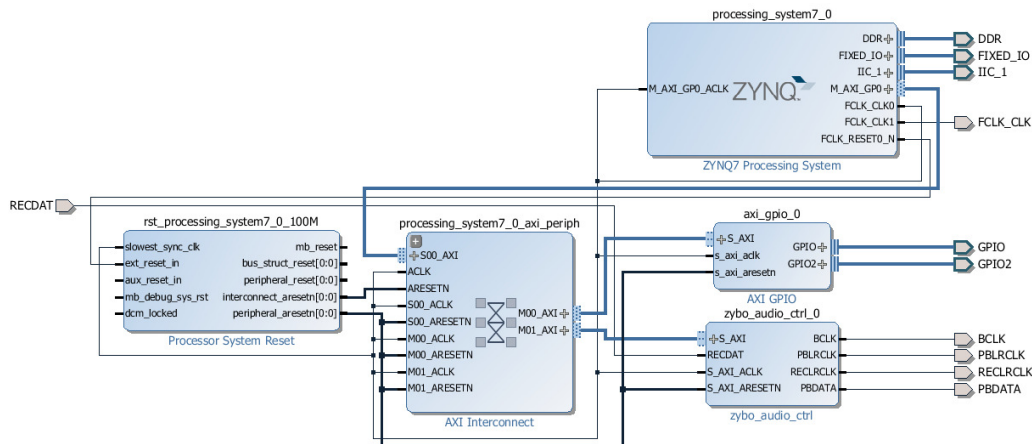 processing_system7_0
DDR
FIXED_IO
IIC_1
M_AXI_GP0
M_AXI_GP0_ACLK
ZYNQ
FCLK_CLK0
FCLK_CLK1
FCLK_RESET0_N
ZYNQ7 Processing System
DDR
FIXED_IO
IIC_1
FCLK_CLK
RECDAT
rst_processing_system7_0_100M
slowest_sync_clk
ext_reset_in
aux_reset_in
mb_debug_sys_rst
dcm_locked
mb_reset
bus_struct_reset[0:0]
peripheral_reset[0:0]
interconnect_aresetn[0:0]
peripheral_aresetn[0:0]
Processor System Reset
processing_system7_0_axi_periph
S00_AXI
ACLK
ARESETN
S00_ACLK
S00_ARESETN
M00_ACLK
M00_ARESETN
M01_ACLK
M01_ARESETN
M00_AXI
M01_AXI
AXI Interconnect
axi_gpio_0
S_AXI
s_axi_aclk
s_axi_aresetn
GPIO
GPIO2
AXI GPIO
GPIO
GPIO2
zybo_audio_ctrl_0
S_AXI
RECDAT
S_AXI_ACLK
S_AXI_ARESETN
BCLK
PBLRCLK
RECLRCLK
PBDATA
zybo_audio_ctrl
BCLK
PBLRCLK
RECLRCLK
PBDATA